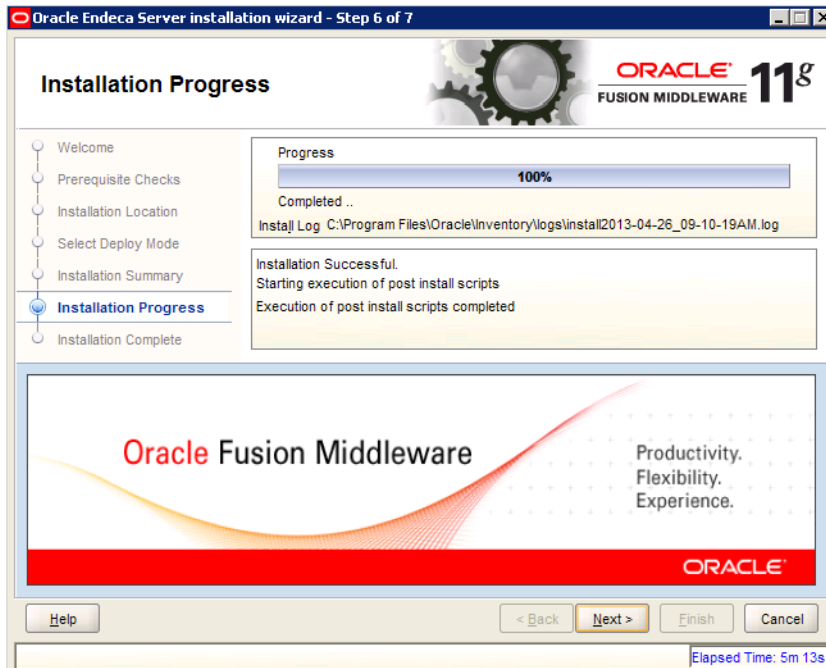 Oracle Endeca Server installation wizard - Step 6 of 7
Installation Progress
ORACLE
FUSION MIDDLEWARE 11g
Welcome
Prerequisite Checks
Installation Location
Select Deploy Mode
Installation Summary
Installation Progress
Installation Complete
Progress
100%
Completed ..
Install Log C:\Program Files\Oracle\Inventory\logs\install2013-04-26_09-10-19AM.log
Installation Successful.
Starting execution of post install scripts
Execution of post install scripts completed
Oracle Fusion Middleware
Productivity.
Flexibility.
Experience.
ORACLE
Help < Back Next > Finish Cancel
Elapsed Time: 5m 13s